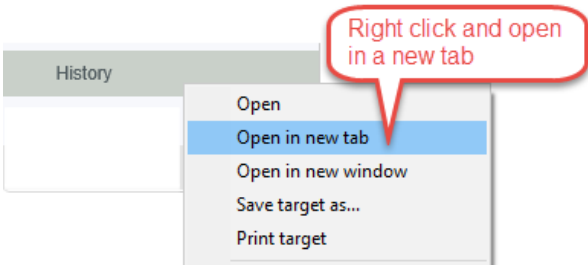 Right click and open
in a new tab
History
Open
Open in new tab
Open in new window
Save target as...
Print target